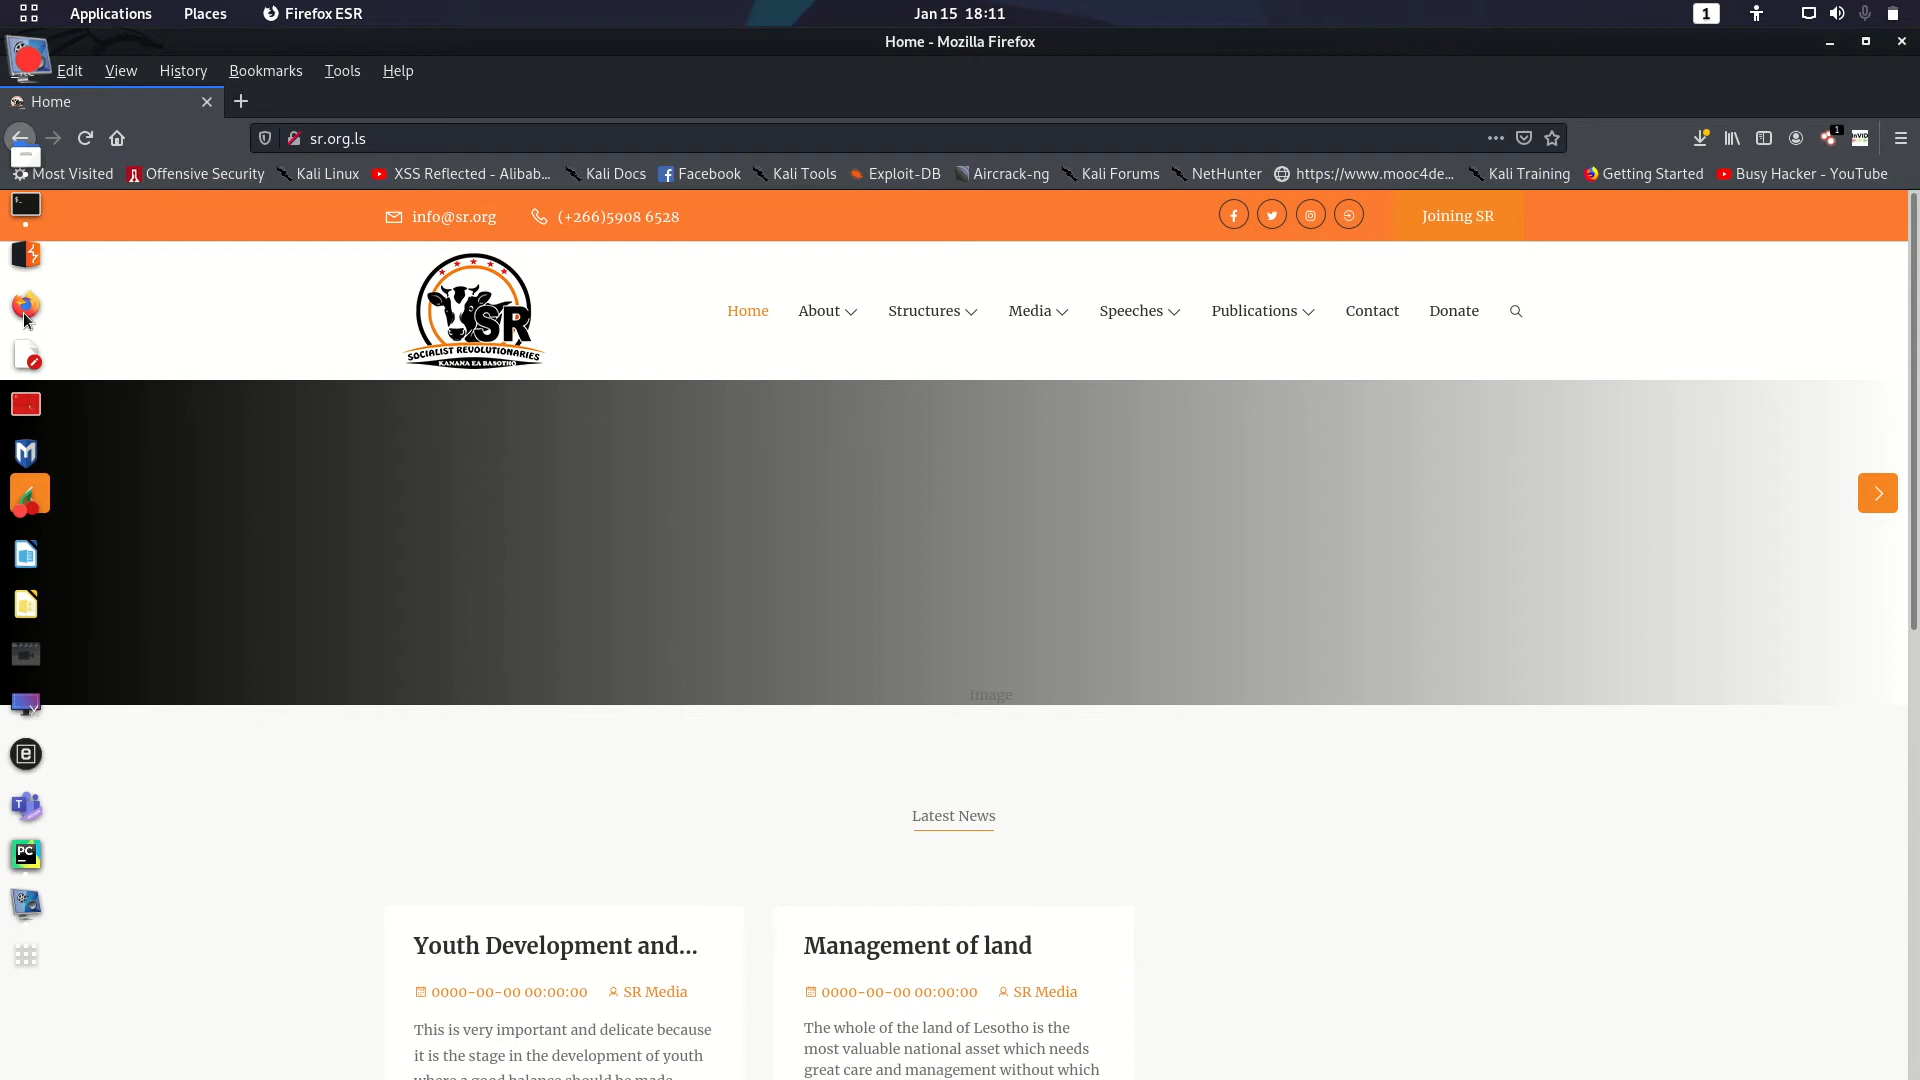 Applications Places Firefox ESR Jan 15 18:11 1
Home - Mozilla Firefox
Edit View History Bookmarks Tools Help
Home
sr.org.ls 1
Most Visited Offensive Security Kali Linux XSS Reflected - Alibab... Kali Docs Facebook Kali Tools Exploit-DB Aircrack-ng Kali Forums NetHunter https://www.mooc4de... Kali Training Getting Started Busy Hacker - YouTube
info@sr.org (+266)5908 6528 Joining SR
SR
SOCIALIST REVOLUTIONARIES
KANANA EA BASOTHO
Home About Structures Media Speeches Publications Contact Donate
Image
Latest News
Youth Development and... Management of land
0000-00-00 00:00:00 SR Media 0000-00-00 00:00:00 SR Media
This is very important and delicate because
it is the stage in the development of youth
where a good balance should be made
The whole of the land of Lesotho is the
most valuable national asset which needs
great care and management without which